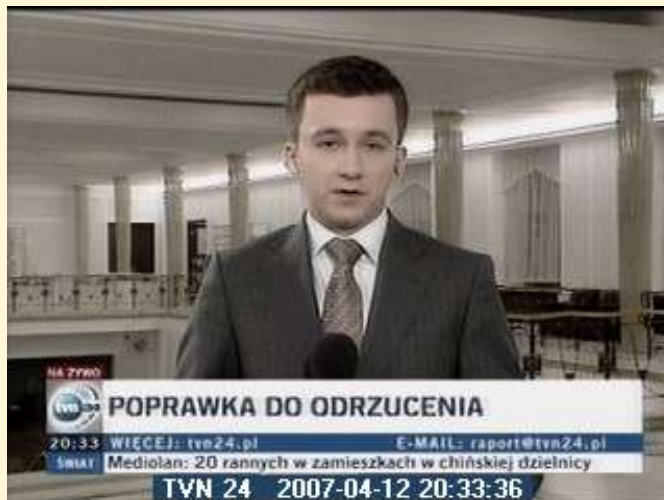 NA ŻYWO
tvn24
POPRAWKA DO ODRZUCENIA
20:33 WIĘCEJ: tvn24.pl E-MAIL: raport@tvn24.pl
ŚWIAT Mediolan: 20 rannych w zamieszkach w chińskiej dzielnicy
TVN 24 2007-04-12 20:33:36